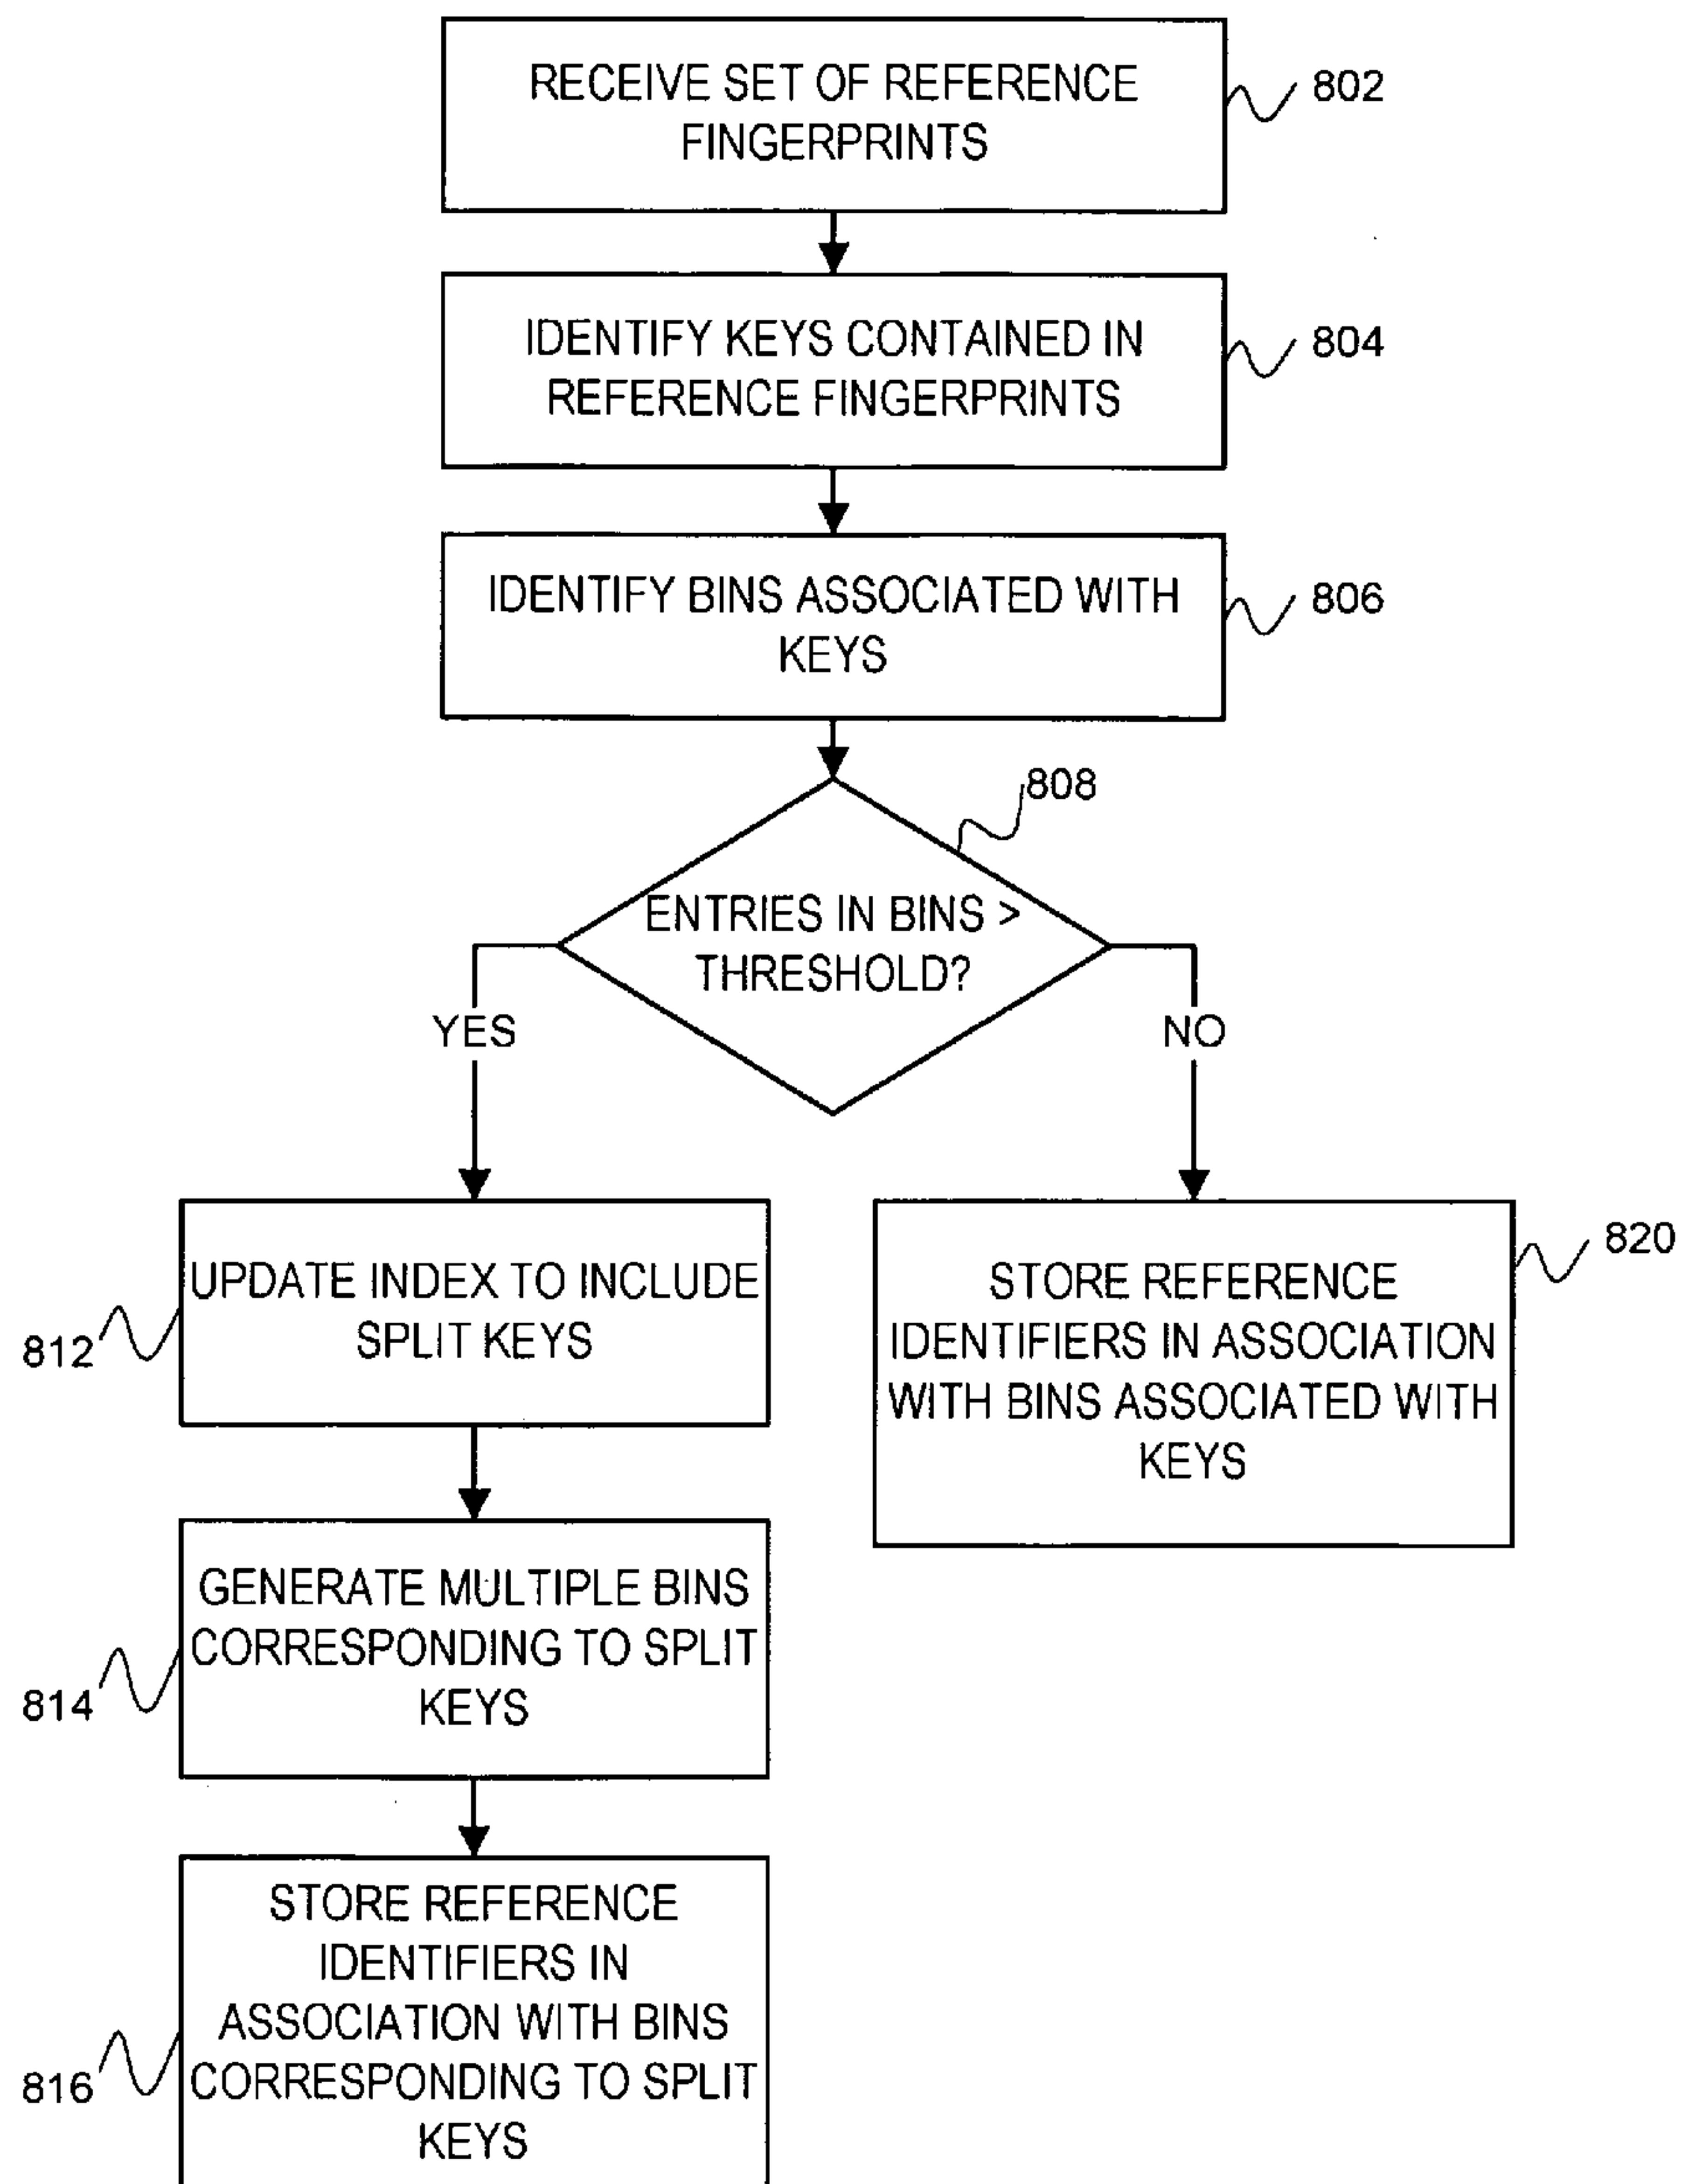 RECEIVE SET OF REFERENCE
FINGERPRINTS
802
IDENTIFY KEYS CONTAINED IN
REFERENCE FINGERPRINTS
804
IDENTIFY BINS ASSOCIATED WITH
KEYS
806
808
ENTRIES IN BINS >
THRESHOLD?
YES
NO
UPDATE INDEX TO INCLUDE
SPLIT KEYS
812
STORE REFERENCE
IDENTIFIERS IN ASSOCIATION
WITH BINS ASSOCIATED WITH
KEYS
820
GENERATE MULTIPLE BINS
CORRESPONDING TO SPLIT
KEYS
814
STORE REFERENCE
IDENTIFIERS IN
ASSOCIATION WITH BINS
CORRESPONDING TO SPLIT
KEYS
816